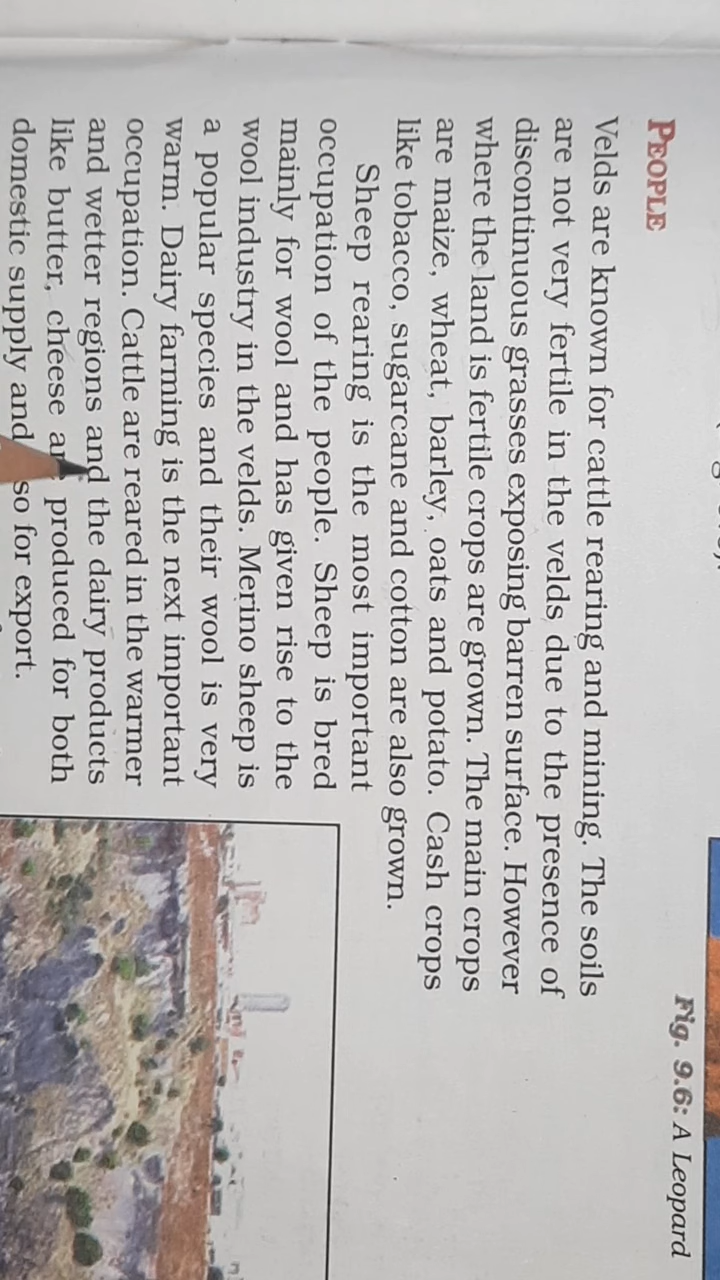 Fig. 9.6: A Leopard
PEOPLE
Velds are known for cattle rearing and mining. The soils
are not very fertile in the velds due to the presence of
discontinuous grasses exposing barren surface. However
where the land is fertile crops are grown. The main crops
are maize, wheat, barley, oats and potato. Cash crops
like tobacco, sugarcane and cotton are also grown.
Sheep rearing is the most important
occupation of the people. Sheep is bred
mainly for wool and has given rise to the
wool industry in the velds. Merino sheep is
a popular species and their wool is very
warm. Dairy farming is the next important
occupation. Cattle are reared in the warmer
and wetter regions and the dairy products
like butter, cheese produced for both
domestic supply and so for export.